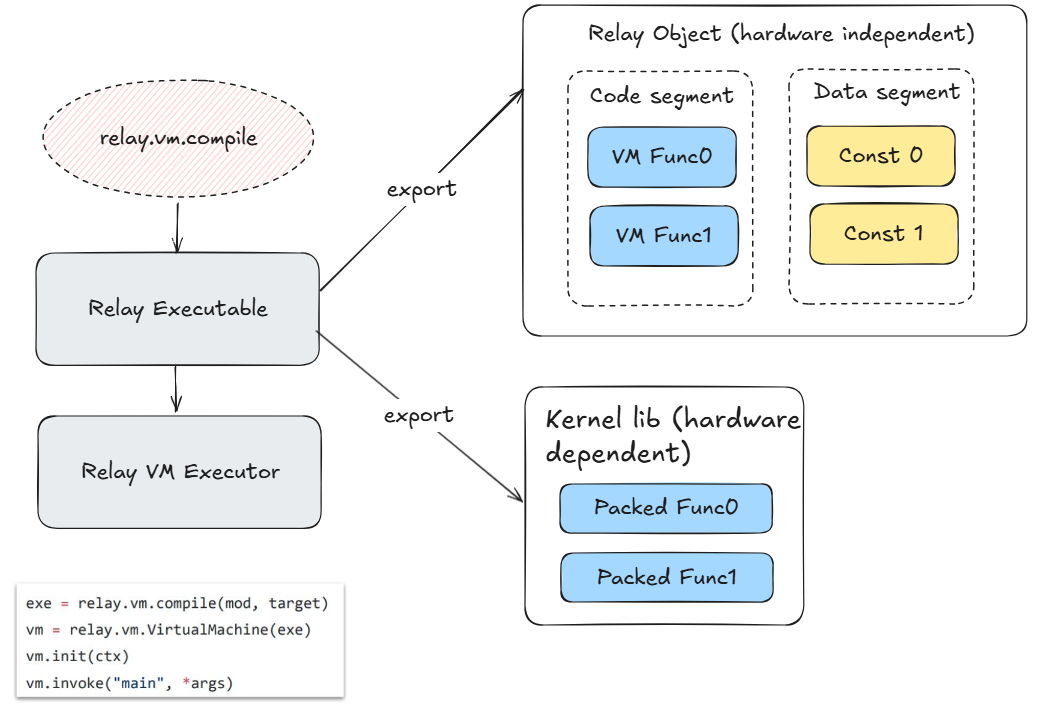 Relay Object (hardware independent)
Code segment
Data segment
relay.vm.compile
VM Func0
Const 0
export
VM Func1
Const 1
Relay Executable
export
Kernel lib (hardware
dependent)
Relay VM Executor
Packed Func0
Packed Func1
exe = relay.vm.compile(mod, target)
vm = relay.vm.VirtualMachine(exe)
vm.init(ctx)
vm.invoke("main", *args)